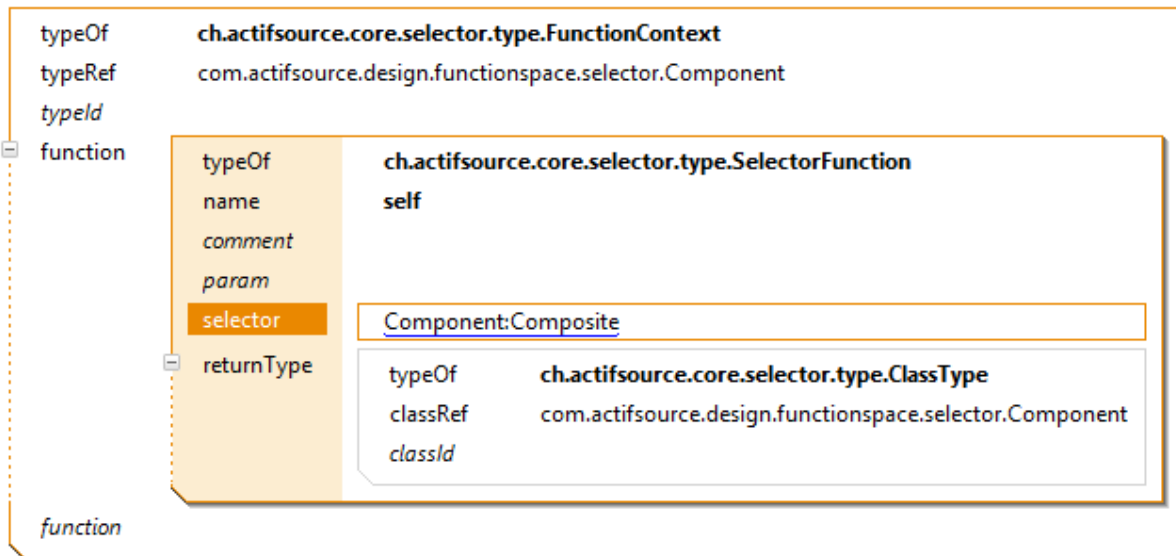 typeOf ch.actifsource.core.selector.type.FunctionContext
typeRef com.actifsource.design.functionspace.selector.Component
typeId
function
typeOf ch.actifsource.core.selector.type.SelectorFunction
name self
comment
param
selector Component:Composite
returnType
typeOf ch.actifsource.core.selector.type.ClassType
classRef com.actifsource.design.functionspace.selector.Component
classId
function